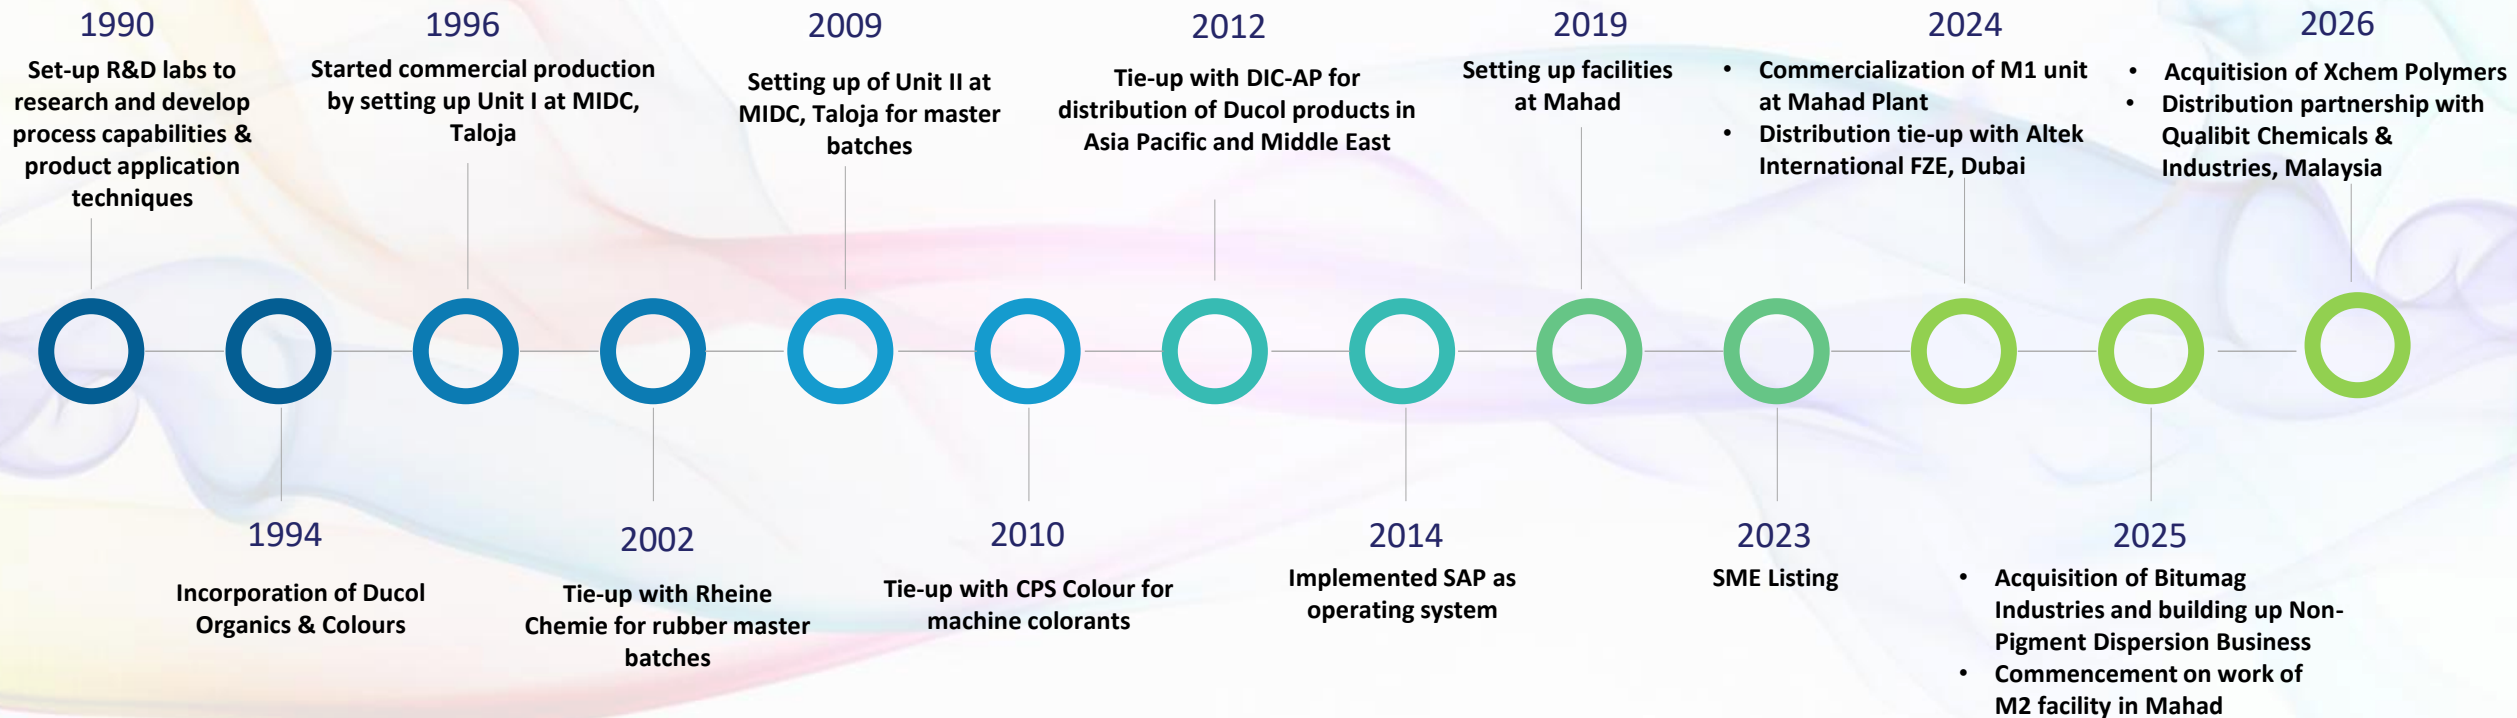 1990
Set-up R&D labs to
research and develop
process capabilities &
product application
techniques
1996
Started commercial production
by setting up Unit I at MIDC,
Taloja
2009
Setting up of Unit II at
MIDC, Taloja for master
batches
2012
Tie-up with DIC-AP for
distribution of Ducol products in
Asia Pacific and Middle East
2019
Setting up facilities
at Mahad
2024
• Commercialization of M1 unit
at Mahad Plant
• Distribution tie-up with Altek
International FZE, Dubai
2026
• Acquitision of Xchem Polymers
• Distribution partnership with
Qualibit Chemicals &
Industries, Malaysia
1994
Incorporation of Ducol
Organics & Colours
2002
Tie-up with Rheine
Chemie for rubber master
batches
2010
Tie-up with CPS Colour for
machine colorants
2014
Implemented SAP as
operating system
2023
SME Listing
2025
• Acquisition of Bitumag
Industries and building up Non-
Pigment Dispersion Business
• Commencement on work of
M2 facility in Mahad